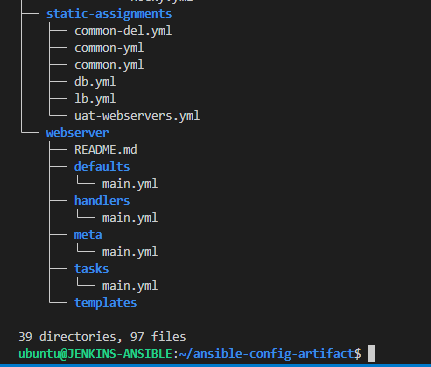 static-assignments
common-del.yml
common-yml
common.yml
db.yml
lb.yml
uat-webservers.yml
webserver
README.md
defaults
main.yml
handlers
main.yml
meta
main.yml
tasks
main.yml
templates
39 directories, 97 files
ubuntu@JENKINS-ANSIBLE:~/ansible-config-artifact$